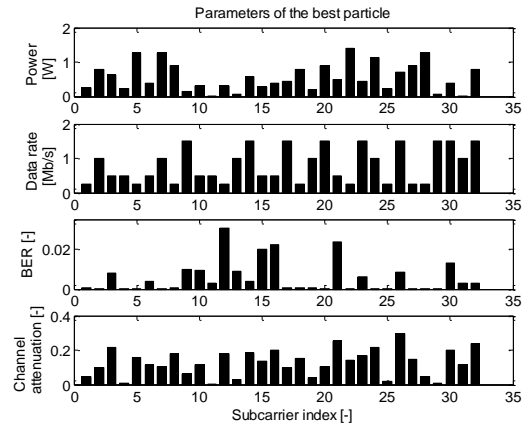 Parameters of the best particle
2
1
0
Power
[W]
0 5 10 15 20 25 30 35
2
1
0
Data rate
[Mb/s]
0 5 10 15 20 25 30 35
0.02
0
BER [-]
0 5 10 15 20 25 30 35
0.4
0.2
0
Channel
attenuation [-]
0 5 10 15 20 25 30 35
Subcarrier index [-]